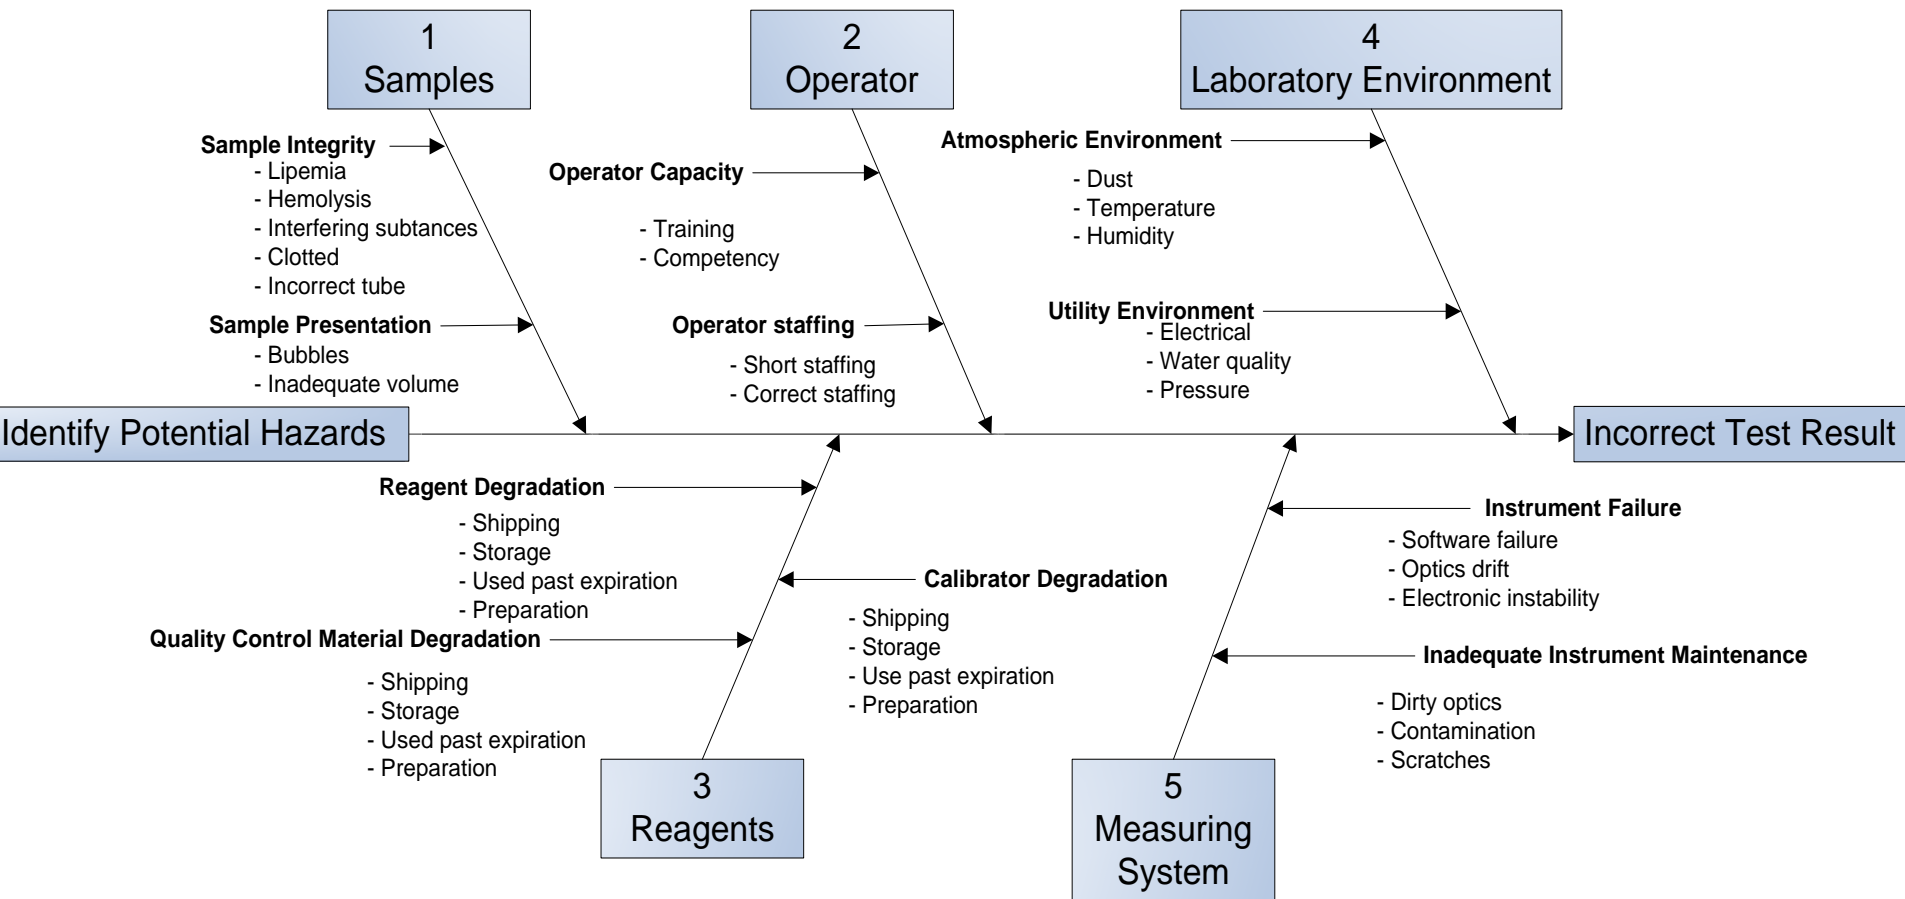 1
Samples
Sample Integrity
- Lipemia
- Hemolysis
- Interfering subtances
- Clotted
- Incorrect tube
Sample Presentation
- Bubbles
- Inadequate volume
2
Operator
Operator Capacity
- Training
- Competency
Operator staffing
- Short staffing
- Correct staffing
4
Laboratory Environment
Atmospheric Environment
- Dust
- Temperature
- Humidity
Utility Environment
- Electrical
- Water quality
- Pressure
Identify Potential Hazards
Incorrect Test Result
Reagent Degradation
- Shipping
- Storage
- Used past expiration
- Preparation
Quality Control Material Degradation
- Shipping
- Storage
- Used past expiration
- Preparation
Calibrator Degradation
- Shipping
- Storage
- Use past expiration
- Preparation
3
Reagents
Instrument Failure
- Software failure
- Optics drift
- Electronic instability
Inadequate Instrument Maintenance
- Dirty optics
- Contamination
- Scratches
5
Measuring
System